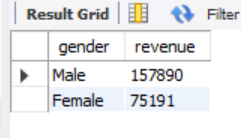 Result Grid Filter
gender revenue
Male 157890
Female 75191